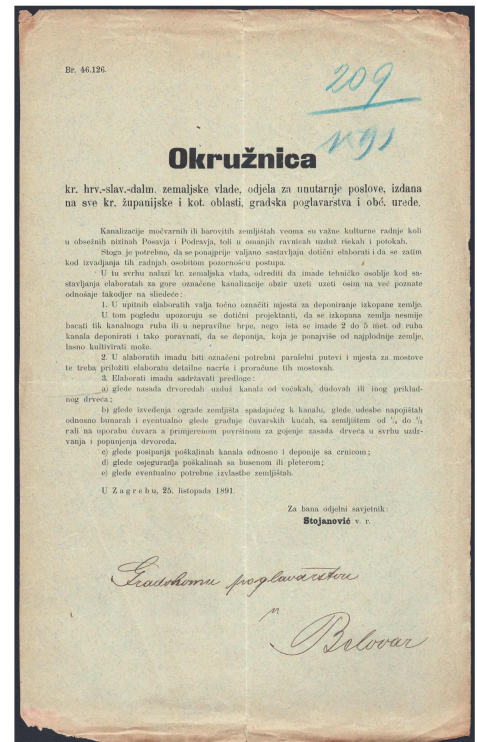 Br. 46.126.
209
1891
Okružnica
kr. hrv.-slav.-dalm. zemaljske vlade, odjela za unutarnje poslove, izdana
na sve kr. županijske i kot. oblasti, gradska poglavarstva i obć. urede.
Kanalizacije močvarnih ili barovitih zemljištah veoma su važne kulturne radnje koli
u obsežnih nizinah Posavja i Podravja, toli u omanjih ravnicah uzduž riekah i potokah.
Stoga je potrebno, da se ponajprije valjano sastavljaju dotični elaborati i da se zatim
kod izvadjanja tih radnjah osobitom pozornošću postupa.
U tu svrhu nalazi kr. zemaljska vlada, odrediti da imade tehničko osoblje kod sa-
stavljanja elaboratah za gore označene kanalizacije obzir uzeti uzeti osim na već poznate
odnošaje takodjer na sliedeće:
1. U upitnih elaboratih valja točno označiti mjesta za deponiranje izkopane zemlje.
U tom pogledu upozoruju se dotični projektanti, da se izkopana zemlja nesmije
bacati tik kanalnoga ruba ili u nepravilne hrpe, nego ista se imade 2 do 5 met. od ruba
kanala deponirati i tako poravnati, da se deponija, koja je ponajviše od najplodnije zemlje,
lasno kultivirati može.
2. U elaboratih imadu biti označeni potrebni paralelni putevi i mjesta za mostove
te treba priložiti elaboratu detailne nacrte i proračune tih mostovah.
3. Elaborati imadu sadržavati predloge:
a) glede nasada drvoredah uzduž kanalah od voćakah, dudovah ili inog priklad-
nog drveća;
b) glede izvedenja ograde zemljišta spadajućeg k kanalu, glede udesbe napojištah
odnosno bunarah i eventualno glede gradnje čuvarskih kućah, sa zemljištem od ¹/₄ do
rali na uporabu čuvara a primjerenom površinom za gojenje zasada drveća u svrhu uzdr-
zvanja i popunjenja drvoreda.
c) glede posipanja poškalinah kanala odnosno i deponije sa crnicom;
d) glede osjeguranja poškalinah sa busenom ili pleterom;
e) glede eventualno potrebne izvlastbe zemljištah.
U Zagrebu, 25. listopada 1891.
Za bana odjelni savjetnik:
Stojanović v. r.
Gradskomu poglavarstvu
u
Belovar